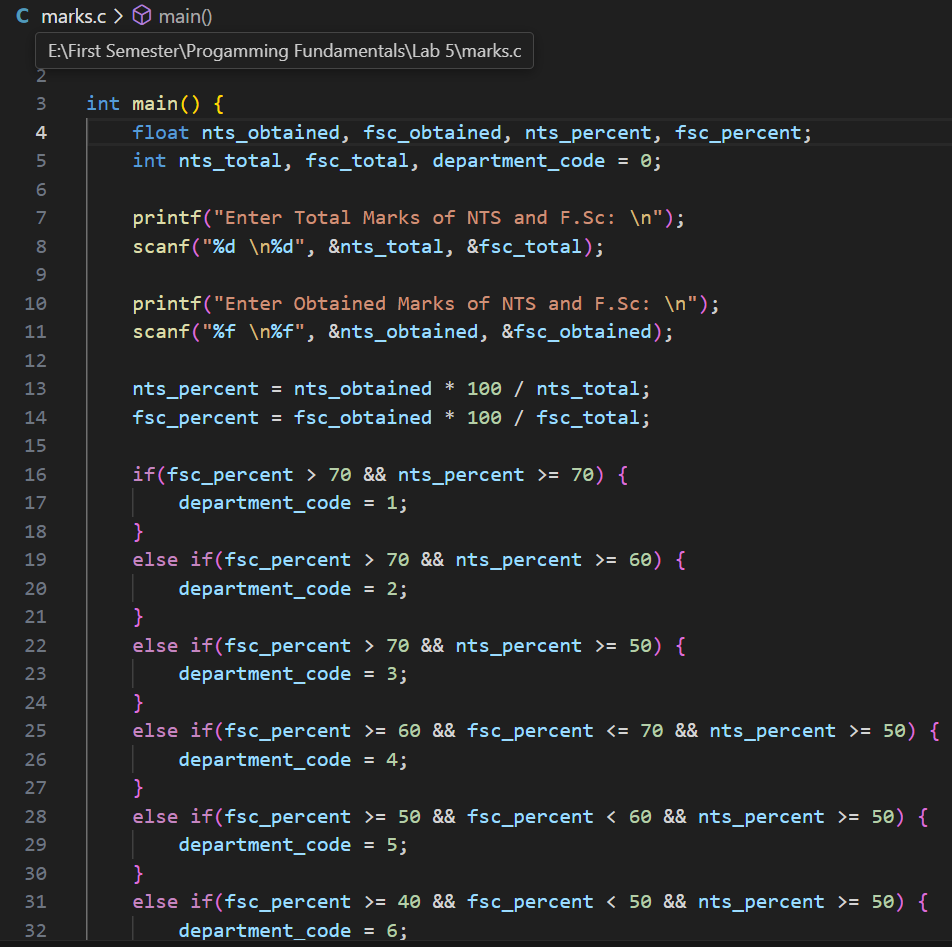 C marks.c > main()
E:\First Semester\Progamming Fundamentals\Lab 5\marks.c
2
3 int main() {
4 float nts_obtained, fsc_obtained, nts_percent, fsc_percent;
5 int nts_total, fsc_total, department_code = 0;
6
7 printf("Enter Total Marks of NTS and F.Sc: \n");
8 scanf("%d \n%d", &nts_total, &fsc_total);
9
10 printf("Enter Obtained Marks of NTS and F.Sc: \n");
11 scanf("%f \n%f", &nts_obtained, &fsc_obtained);
12
13 nts_percent = nts_obtained * 100 / nts_total;
14 fsc_percent = fsc_obtained * 100 / fsc_total;
15
16 if(fsc_percent > 70 && nts_percent >= 70) {
17 department_code = 1;
18 }
19 else if(fsc_percent > 70 && nts_percent >= 60) {
20 department_code = 2;
21 }
22 else if(fsc_percent > 70 && nts_percent >= 50) {
23 department_code = 3;
24 }
25 else if(fsc_percent >= 60 && fsc_percent <= 70 && nts_percent >= 50) {
26 department_code = 4;
27 }
28 else if(fsc_percent >= 50 && fsc_percent < 60 && nts_percent >= 50) {
29 department_code = 5;
30 }
31 else if(fsc_percent >= 40 && fsc_percent < 50 && nts_percent >= 50) {
32 department_code = 6;